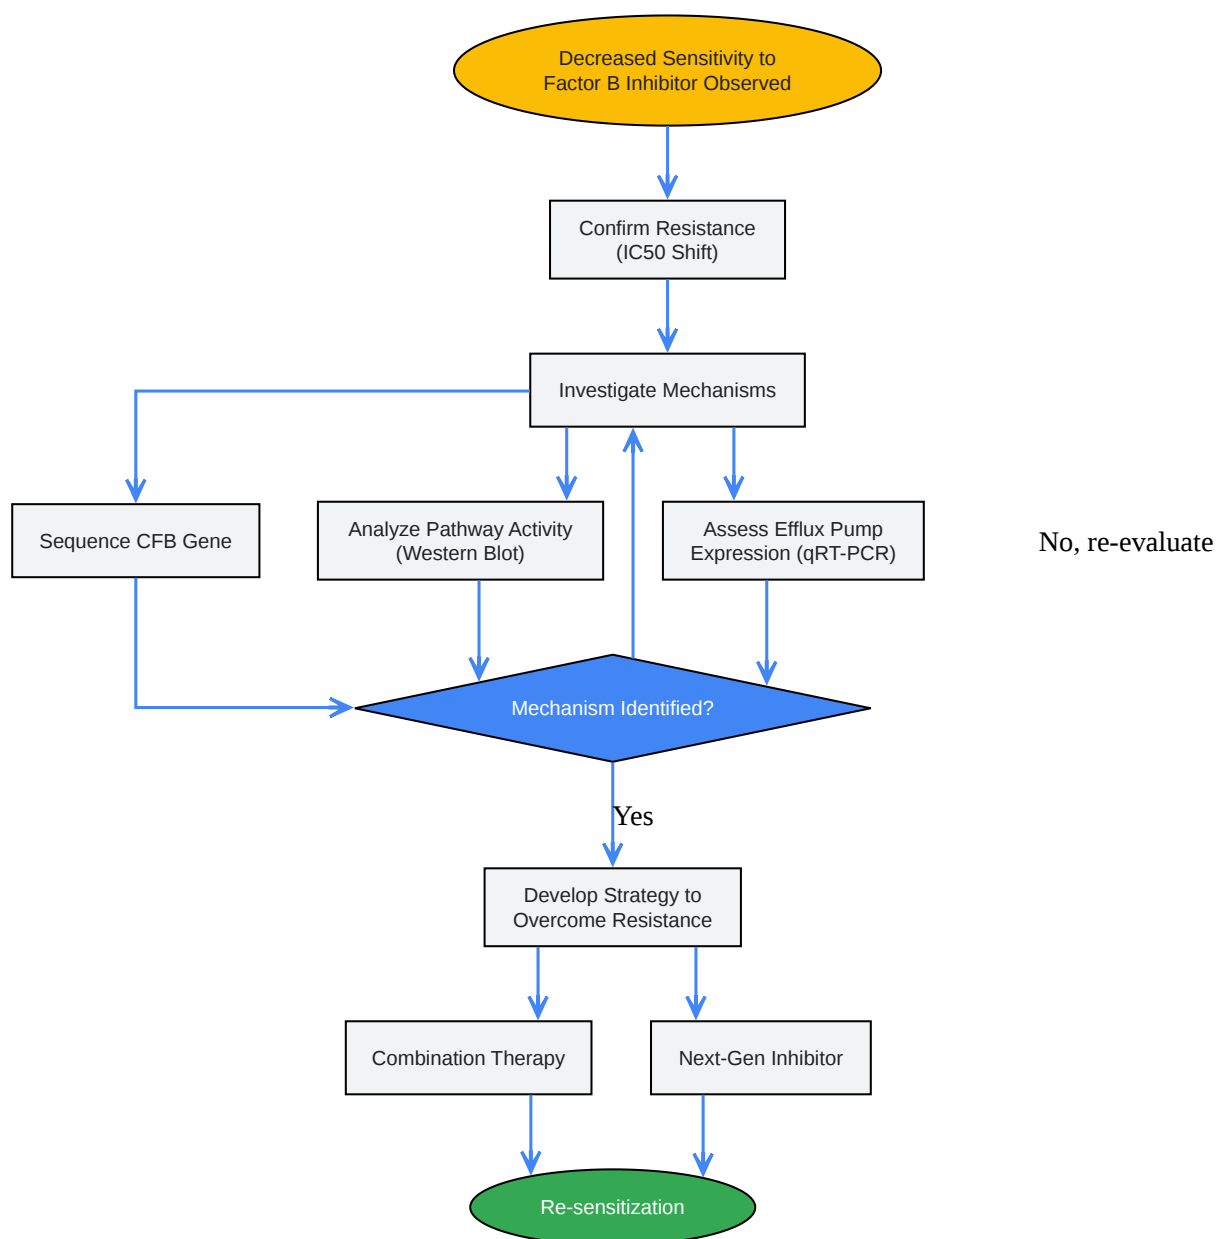 Decreased Sensitivity to
Factor B Inhibitor Observed
Confirm Resistance
(IC50 Shift)
Investigate Mechanisms
Sequence CFB Gene
Analyze Pathway Activity
(Western Blot)
Assess Efflux Pump
Expression (qRT-PCR)
No, re-evaluate
Mechanism Identified?
Yes
Develop Strategy to
Overcome Resistance
Combination Therapy
Next-Gen Inhibitor
Re-sensitization